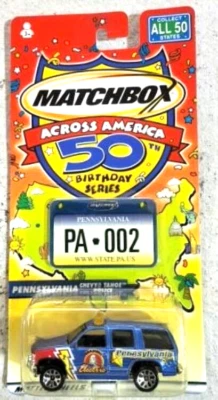 COLLECT
ALL 50
STATES
MATCHBOX
ACROSS AMERICA
50TH
BIRTHDAY
SERIES
PENNSYLVANIA
PA•002
WWW.STATE.PA.US
PENNSYLVANIA CHEVY TAHOE
POLICE
Pennsylvania